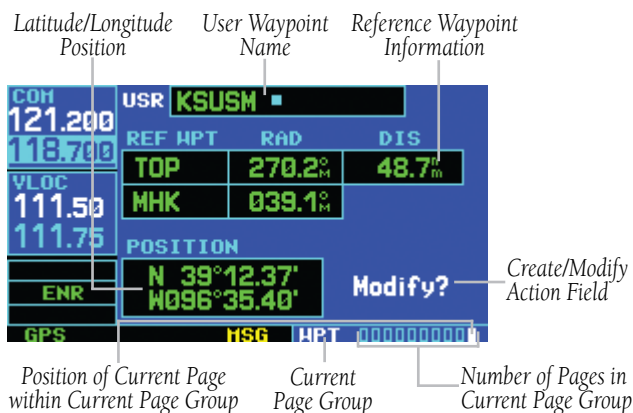 Latitude/Longitude
Position
User Waypoint
Name
Reference Waypoint
Information
COM
121.200
118.700
VLOC
111.50
111.75
ENR
GPS
USR KSUSM
REF WPT RAD DIS
TOP 270.2°M 48.7nm
MHK 039.1°M
POSITION
N 39°12.37'
W096°35.40'
Modify?
Create/Modify
Action Field
MSG WPT
Position of Current Page
within Current Page Group
Current
Page Group
Number of Pages in
Current Page Group